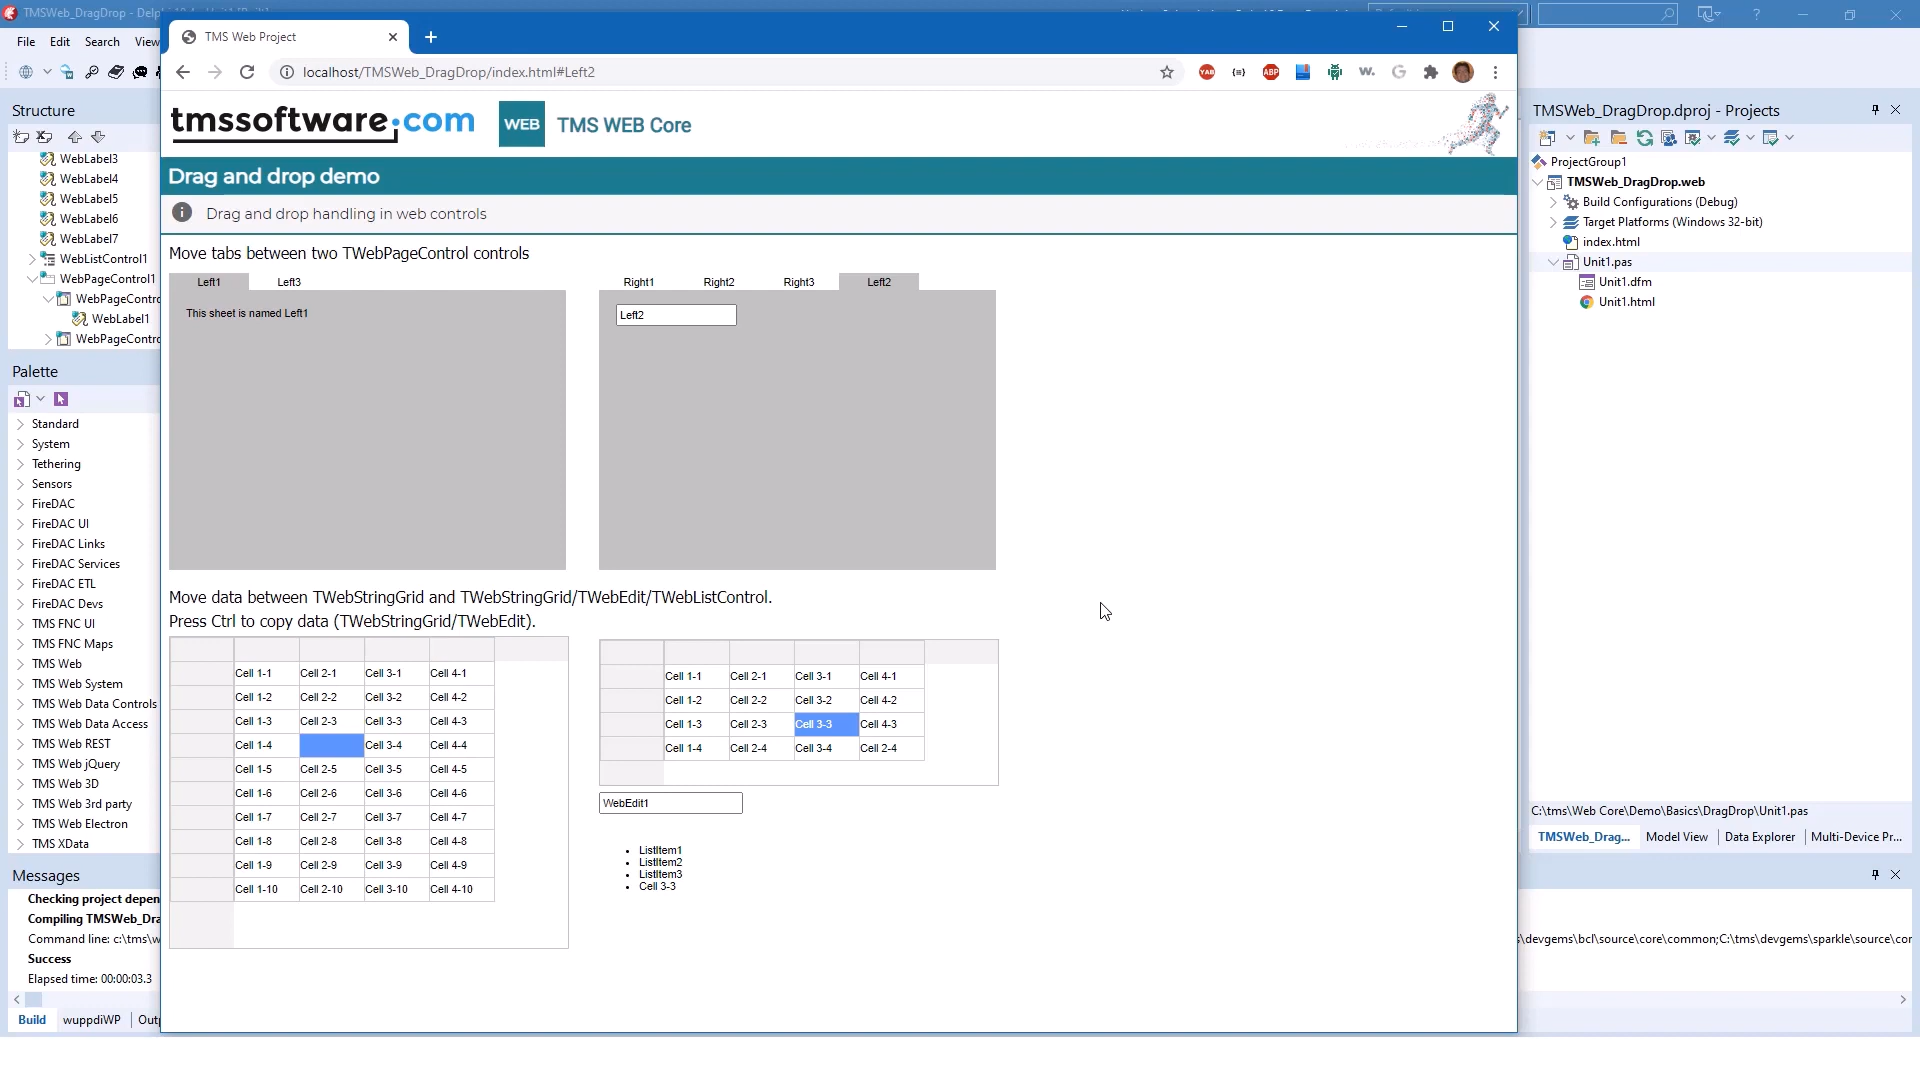 TMSWeb_DragDrop - Delp
File Edit Search View
TMS Web Project
localhost/TMSWeb_DragDrop/index.html#Left2
YAB
ABP
W.
G
tmssoftware.com WEB TMS WEB Core
Drag and drop demo
Drag and drop handling in web controls
Move tabs between two TWebPageControl controls
Left1 Left3
This sheet is named Left1
Right1 Right2 Right3 Left2
Left2
Move data between TWebStringGrid and TWebStringGrid/TWebEdit/TWebListControl.
Press Ctrl to copy data (TWebStringGrid/TWebEdit).
Cell 1-1 Cell 2-1 Cell 3-1 Cell 4-1
Cell 1-2 Cell 2-2 Cell 3-2 Cell 4-2
Cell 1-3 Cell 2-3 Cell 3-3 Cell 4-3
Cell 1-4 Cell 3-4 Cell 4-4
Cell 1-5 Cell 2-5 Cell 3-5 Cell 4-5
Cell 1-6 Cell 2-6 Cell 3-6 Cell 4-6
Cell 1-7 Cell 2-7 Cell 3-7 Cell 4-7
Cell 1-8 Cell 2-8 Cell 3-8 Cell 4-8
Cell 1-9 Cell 2-9 Cell 3-9 Cell 4-9
Cell 1-10 Cell 2-10 Cell 3-10 Cell 4-10
Cell 1-1 Cell 2-1 Cell 3-1 Cell 4-1
Cell 1-2 Cell 2-2 Cell 3-2 Cell 4-2
Cell 1-3 Cell 2-3 Cell 3-3 Cell 4-3
Cell 1-4 Cell 2-4 Cell 3-4 Cell 2-4
WebEdit1
ListItem1
ListItem2
ListItem3
Cell 3-3
Structure
WebLabel3
WebLabel4
WebLabel5
WebLabel6
WebLabel7
WebListControl1
WebPageControl1
WebPageContro
WebLabel1
WebPageContro
Palette
Standard
System
Tethering
Sensors
FireDAC
FireDAC UI
FireDAC Links
FireDAC Services
FireDAC ETL
FireDAC Devs
TMS FNC UI
TMS FNC Maps
TMS Web
TMS Web System
TMS Web Data Controls
TMS Web Data Access
TMS Web REST
TMS Web jQuery
TMS Web 3D
TMS Web 3rd party
TMS Web Electron
TMS XData
Messages
Checking project depen
Compiling TMSWeb_Dra
Command line: c:\tms\w
Success
Elapsed time: 00:00:03.3
Build wuppdiWP Outp
TMSWeb_DragDrop.dproj - Projects
ProjectGroup1
TMSWeb_DragDrop.web
Build Configurations (Debug)
Target Platforms (Windows 32-bit)
index.html
Unit1.pas
Unit1.dfm
Unit1.html
C:\tms\Web Core\Demo\Basics\DragDrop\Unit1.pas
TMSWeb_Drag... Model View Data Explorer Multi-Device Pr...
s\devgems\bcl\source\core\common;C:\tms\devgems\sparkle\source\cor